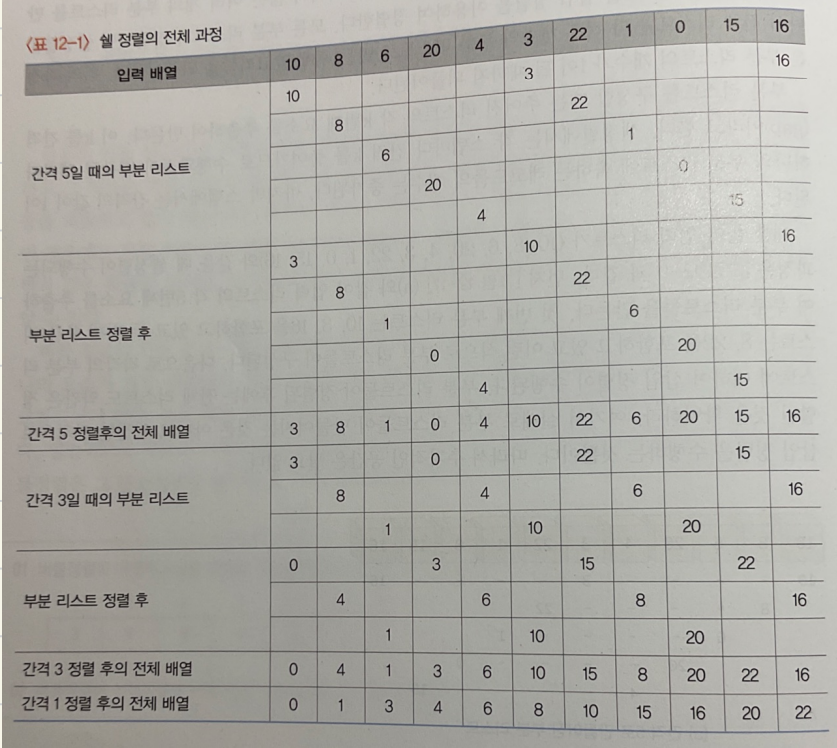 〈표 12-1〉 쉘 정렬의 전체 과정
입력 배열 10 8 6 20 4 3 22 1 0 15 16
10 3 16
8 22
간격 5일 때의 부분 리스트 6 1
20 0
4 15
3 10 16
8 22
부분 리스트 정렬 후 1 6
0 20
4 15
간격 5 정렬후의 전체 배열 3 8 1 0 4 10 22 6 20 15 16
3 0 22 15
간격 3일 때의 부분 리스트 8 4 6 16
1 10 20
0 3 15 22
부분 리스트 정렬 후 4 6 8 16
1 10 20
간격 3 정렬 후의 전체 배열 0 4 1 3 6 10 15 8 20 22 16
간격 1 정렬 후의 전체 배열 0 1 3 4 6 8 10 15 16 20 22